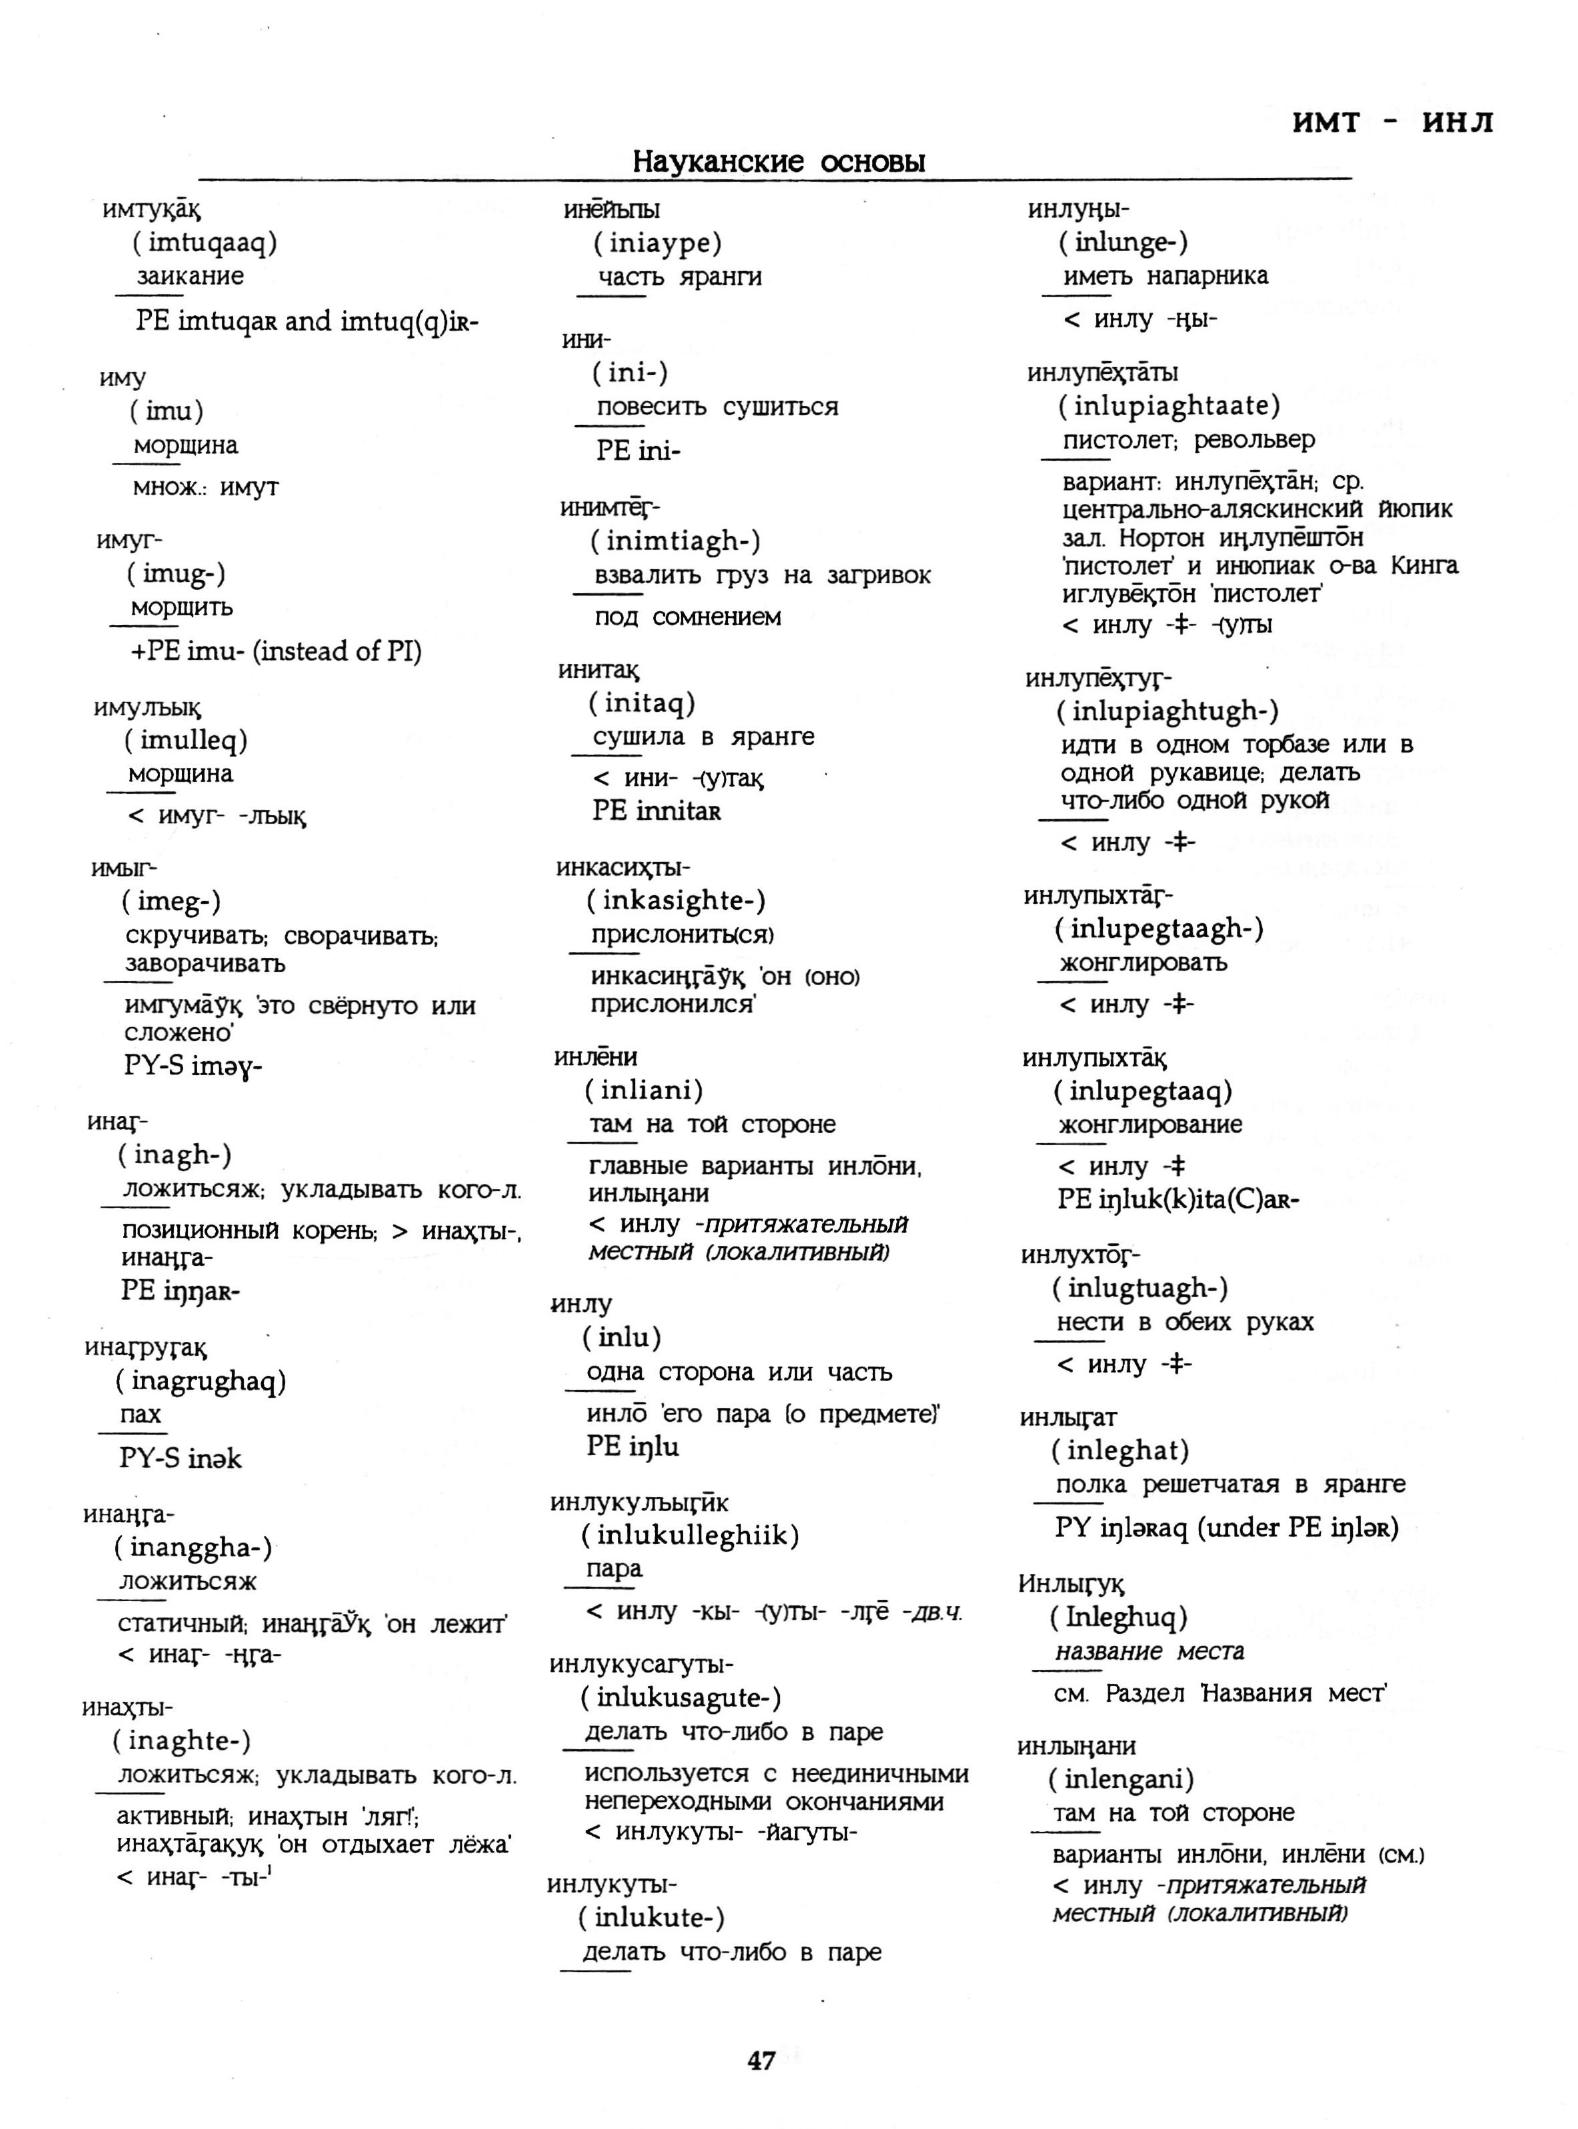 ИМТ - ИНЛ
Науканские основы
имтуқāқ
( imtuqaaq)
заикание
PE imtuqaʀ and imtuq(q)iʀ-
иму
( imu)
морщина
множ.: имут
имуг-
( imug-)
морщить
+PE imu- (instead of PI)
имулъық
( imulleq)
морщина
< имуг- -лъық
имыг-
( imeg-)
скручивать; сворачивать;
заворачивать
имгумāўқ 'это свёрнуто или
сложено'
PY-S iməɣ-
инаӷ-
( inagh-)
ложитьсяж; укладывать кого-л.
позиционный корень; > инаҳты-,
инаңӷа-
PE iŋŋaʀ-
инаӷруӷақ
( inagrughaq)
пах
PY-S inək
инаңӷа-
( inanggha-)
ложитьсяж
статичный; инаңӷāўқ 'он лежит'
< инаӷ- -ңӷа-
инаҳты-
( inaghte-)
ложитьсяж; укладывать кого-л.
активный; инаҳтын 'ляг!';
инаҳтāӷақуқ 'он отдыхает лёжа'
< инаӷ- -ты-¹
инēйъпы
( iniaype)
часть яранги
ини-
( ini-)
повесить сушиться
PE ini-
инимтēӷ-
( inimtiagh-)
взвалить груз на загривок
под сомнением
инитақ
( initaq)
сушила в яранге
< ини- -(у)тақ
PE innitaʀ
инкасиҳты-
( inkasighte-)
прислонить(ся)
инкасиңӷāўқ 'он (оно)
прислонился'
инлēни
( inliani)
там на той стороне
главные варианты инлōни,
инлыңани
< инлу -притяжательный
местный (локалитивный)
инлу
( inlu)
одна сторона или часть
инлō 'его пара (о предмете)'
PE iŋlu
инлукулъыӷӣк
( inlukulleghiik)
пара
< инлу -кы- -(у)ты- -лӷē -дв.ч.
инлукусагуты-
( inlukusagute-)
делать что-либо в паре
используется с неединичными
непереходными окончаниями
< инлукуты- -йагуты-
инлукуты-
( inlukute-)
делать что-либо в паре
инлуңы-
( inlunge-)
иметь напарника
< инлу -ңы-
инлупēҳтāты
( inlupiaghtaate)
пистолет; револьвер
вариант: инлупēҳтāн; ср.
центрально-аляскинский йюпик
зал. Нортон иңлупēштōн
'пистолет' и инюпиак о-ва Кинга
иглувēқтōн 'пистолет'
< инлу -‡- -(у)ты
инлупēҳтуӷ-
( inlupiaghtugh-)
идти в одном торбазе или в
одной рукавице; делать
что-либо одной рукой
< инлу -‡-
инлупыхтāӷ-
( inlupegtaagh-)
жонглировать
< инлу -‡-
инлупыхтāқ
( inlupegtaaq)
жонглирование
< инлу -‡
PE iŋluk(k)ita(C)aʀ-
инлухтōӷ-
( inlugtuagh-)
нести в обеих руках
< инлу -‡-
инлыӷат
( inleghat)
полка решетчатая в яранге
PY iŋləʀaq (under PE iŋləʀ)
Инлыӷуқ
( Inleghuq)
название места
см. Раздел 'Названия мест'
инлыңани
( inlengani)
там на той стороне
варианты инлōни, инлēни (см.)
< инлу -притяжательный
местный (локалитивный)
47